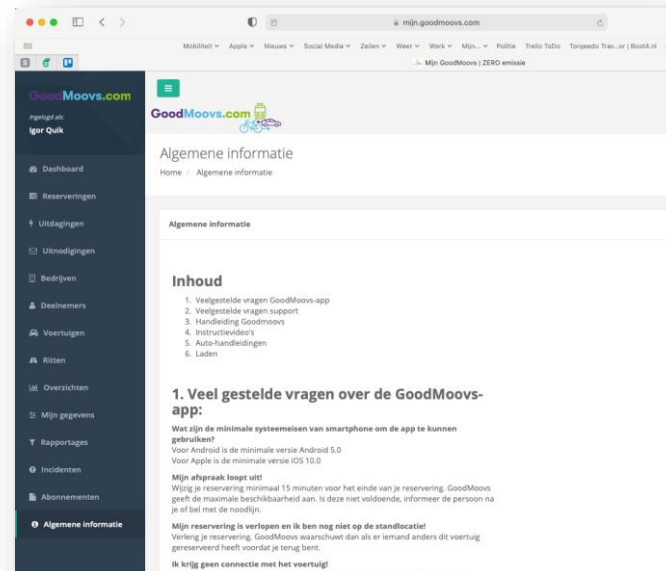 mijn.goodmoovs.com
Mobiliteit Apple Nieuws Social Media Zeilen Weer Werk Mijn... Politie Trello ToDo Torqeedo Trav...or | BootA.nl
S
Mijn GoodMoovs | ZERO emissie
GoodMoovs.com
Ingelogd als:
Igor Quik
Dashboard
Reserveringen
Uitdagingen
Uitnodigingen
Bedrijven
Deelnemers
Voertuigen
Ritten
Overzichten
Mijn gegevens
Rapportages
Incidenten
Abonnementen
Algemene informatie
GoodMoovs.com
Algemene informatie
Home / Algemene informatie
Algemene informatie
Inhoud
1. Veelgestelde vragen GoodMoovs-app
2. Veelgestelde vragen support
3. Handleiding Goodmoovs
4. Instructievideo's
5. Auto-handleidingen
6. Laden
1. Veel gestelde vragen over de GoodMoovs-
app:
Wat zijn de minimale systeemeisen van smartphone om de app te kunnen
gebruiken?
Voor Android is de minimale versie Android 5.0
Voor Apple is de minimale versie iOS 10.0
Mijn afspraak loopt uit!
Wijzig je reservering minimaal 15 minuten voor het einde van je reservering. GoodMoovs
geeft de maximale beschikbaarheid aan. Is deze niet voldoende, informeer de persoon na
je of bel met de noodlijn.
Mijn reservering is verlopen en ik ben nog niet op de standlocatie!
Verleng je reservering. GoodMoovs waarschuwt dan als er iemand anders dit voertuig
gereserveerd heeft voordat je terug bent.
Ik krijg geen connectie met het voertuig!